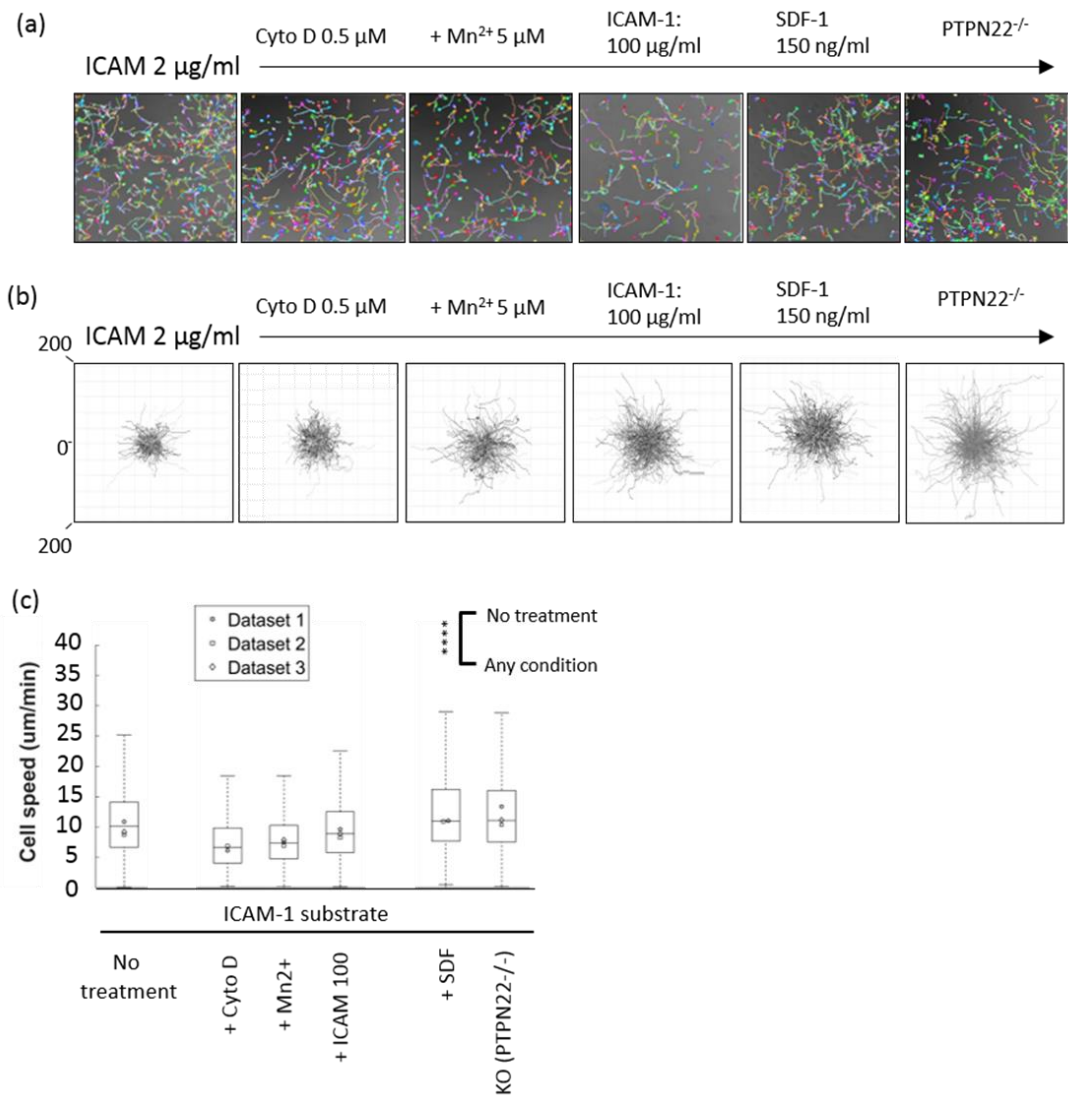 (a)
Cyto D 0.5 µM
+ Mn²⁺ 5 µM
ICAM-1:
100 µg/ml
SDF-1
150 ng/ml
PTPN22⁻/⁻
ICAM 2 µg/ml
(b)
Cyto D 0.5 µM
+ Mn²⁺ 5 µM
ICAM-1:
100 µg/ml
SDF-1
150 ng/ml
PTPN22⁻/⁻
ICAM 2 µg/ml
200
0
200
(c)
Dataset 1
Dataset 2
Dataset 3
****
No treatment
Any condition
Cell speed (um/min)
40
35
30
25
20
15
10
5
0
ICAM-1 substrate
No
treatment
+ Cyto D
+ Mn2+
+ ICAM 100
+ SDF
KO (PTPN22-/-)